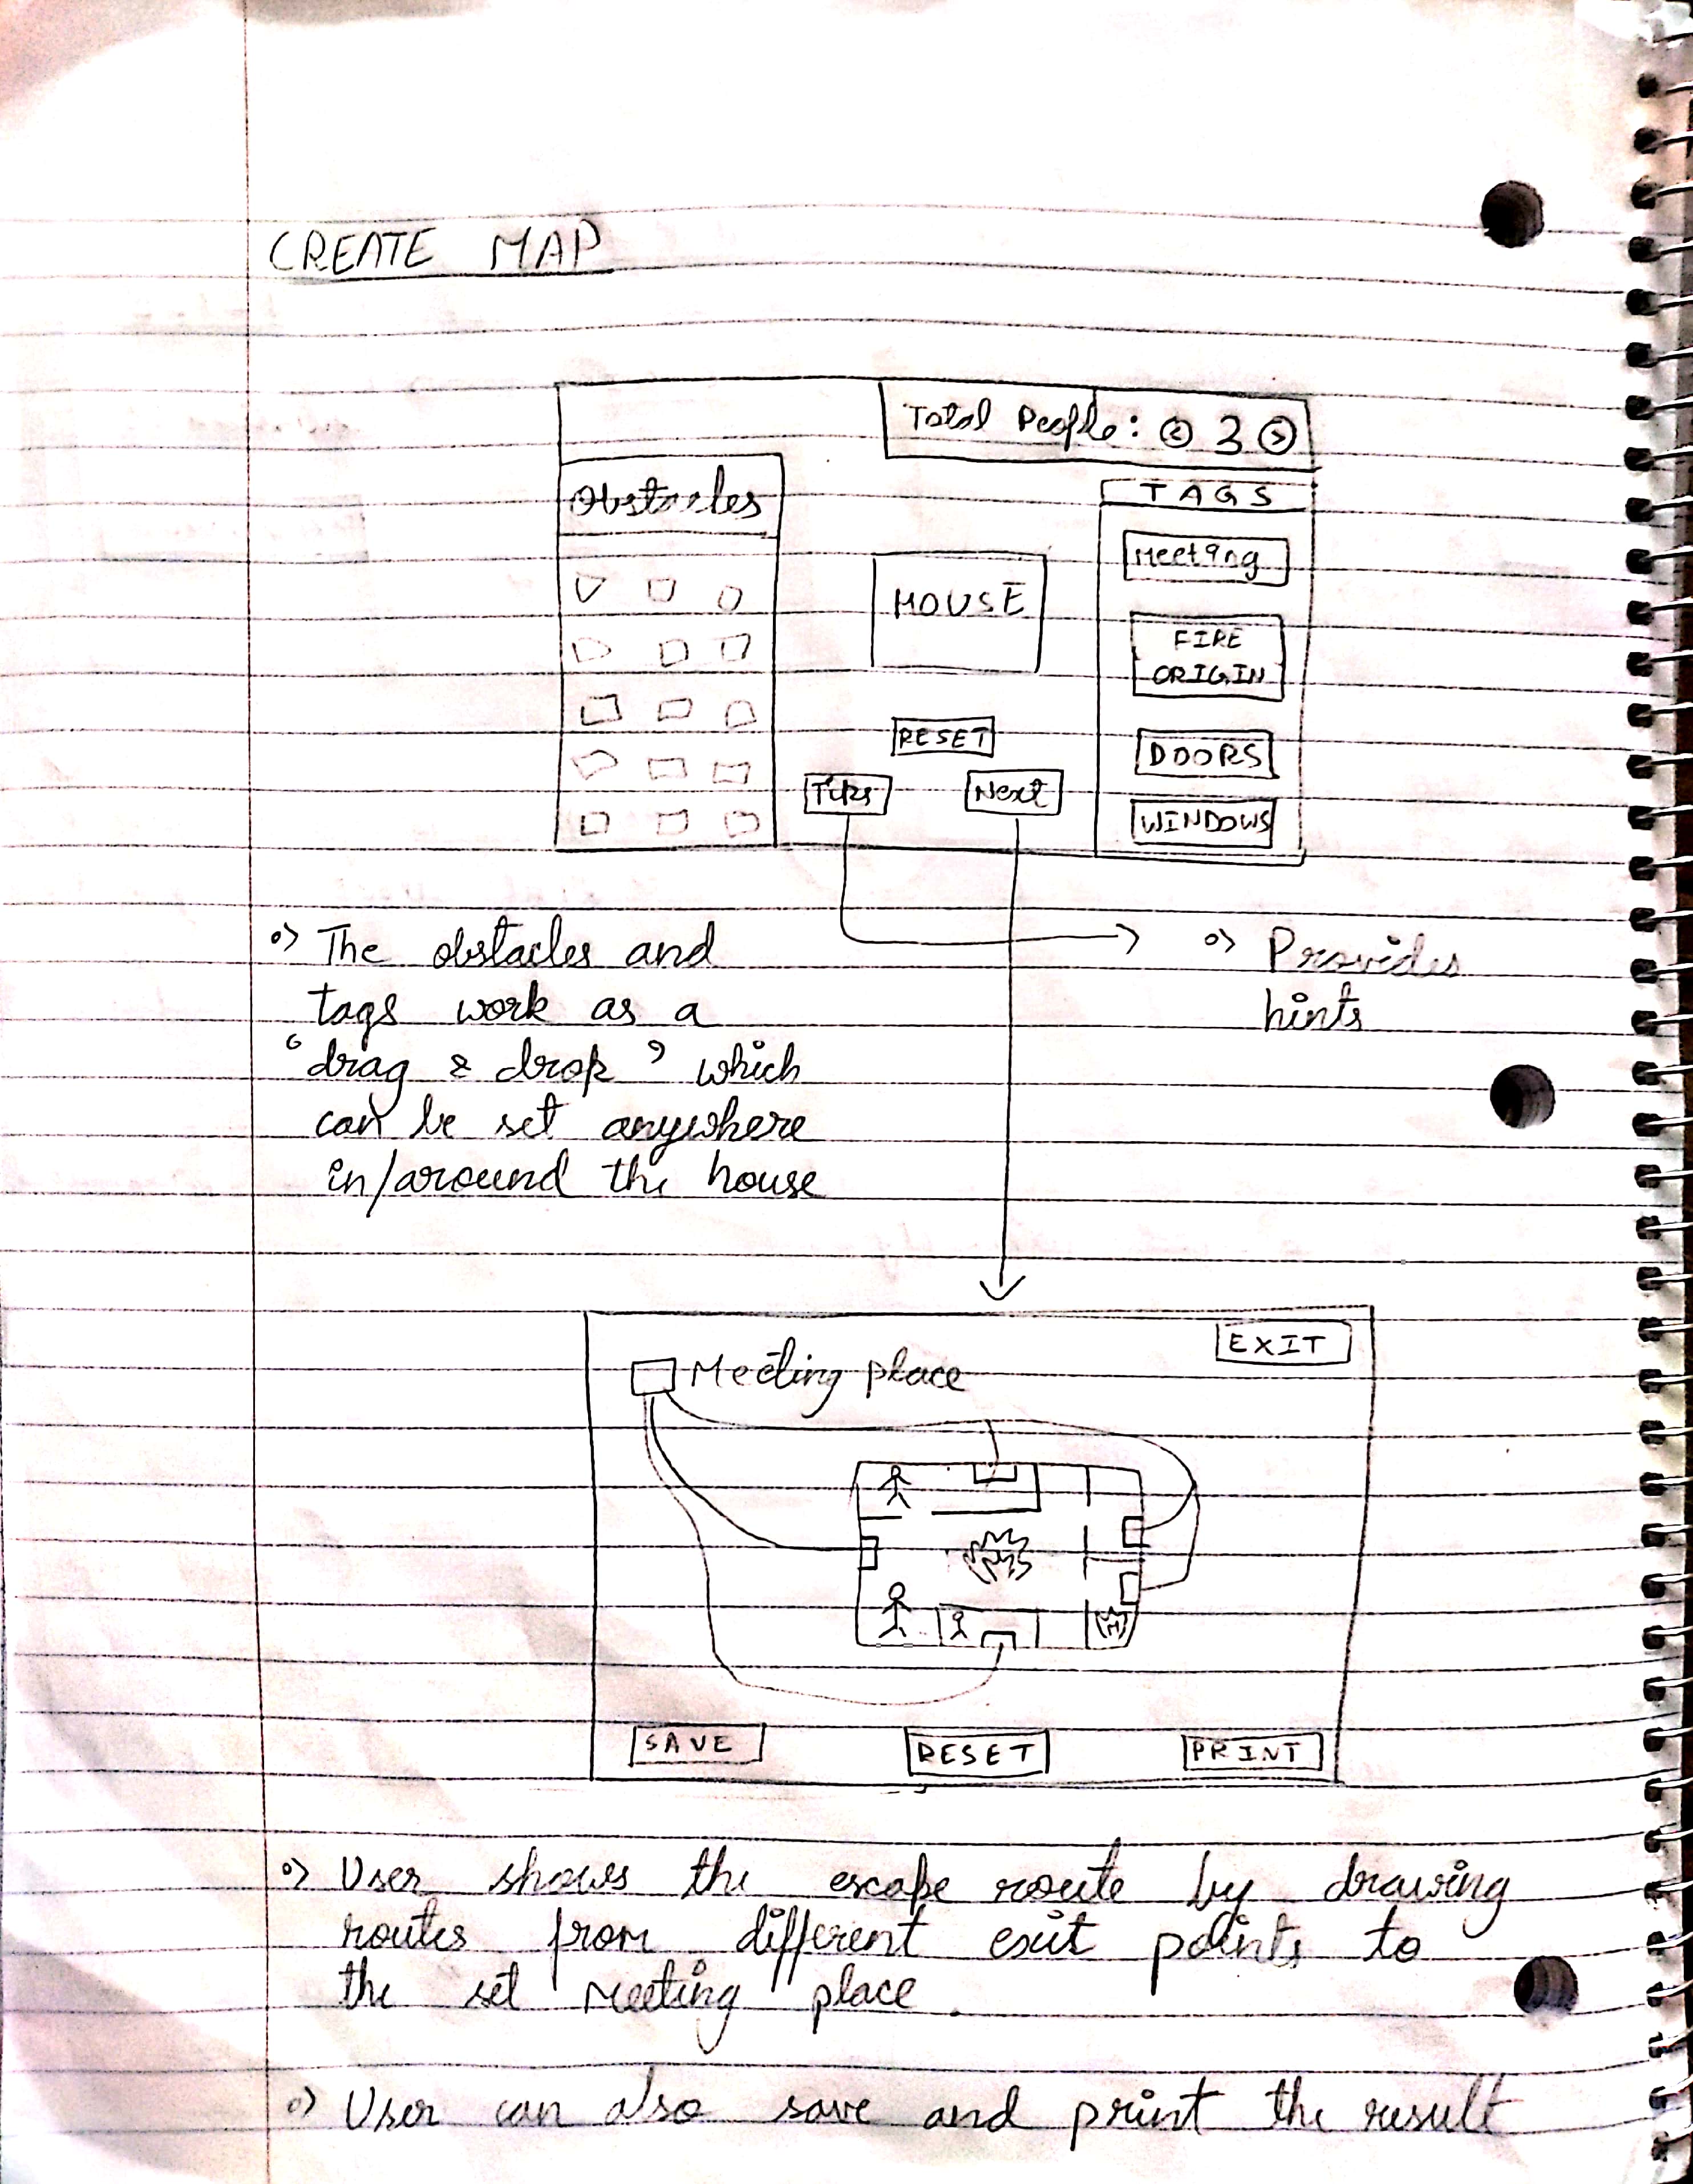 CREATE MAP
Total People: < 3 >
Obstacles
TAGS
Meeting
HOUSE
FIRE
ORIGIN
RESET
DOORS
Tips
Next
WINDOWS
o> The obstacles and
tags work as a
‘drag & drop’ which
can be set anywhere
in/around the house
o> Provides
hints
EXIT
Meeting place
SAVE
RESET
PRINT
o> User shows the escape route by drawing
routes from different exit points to
the set meeting place.
o> User can also save and print the result